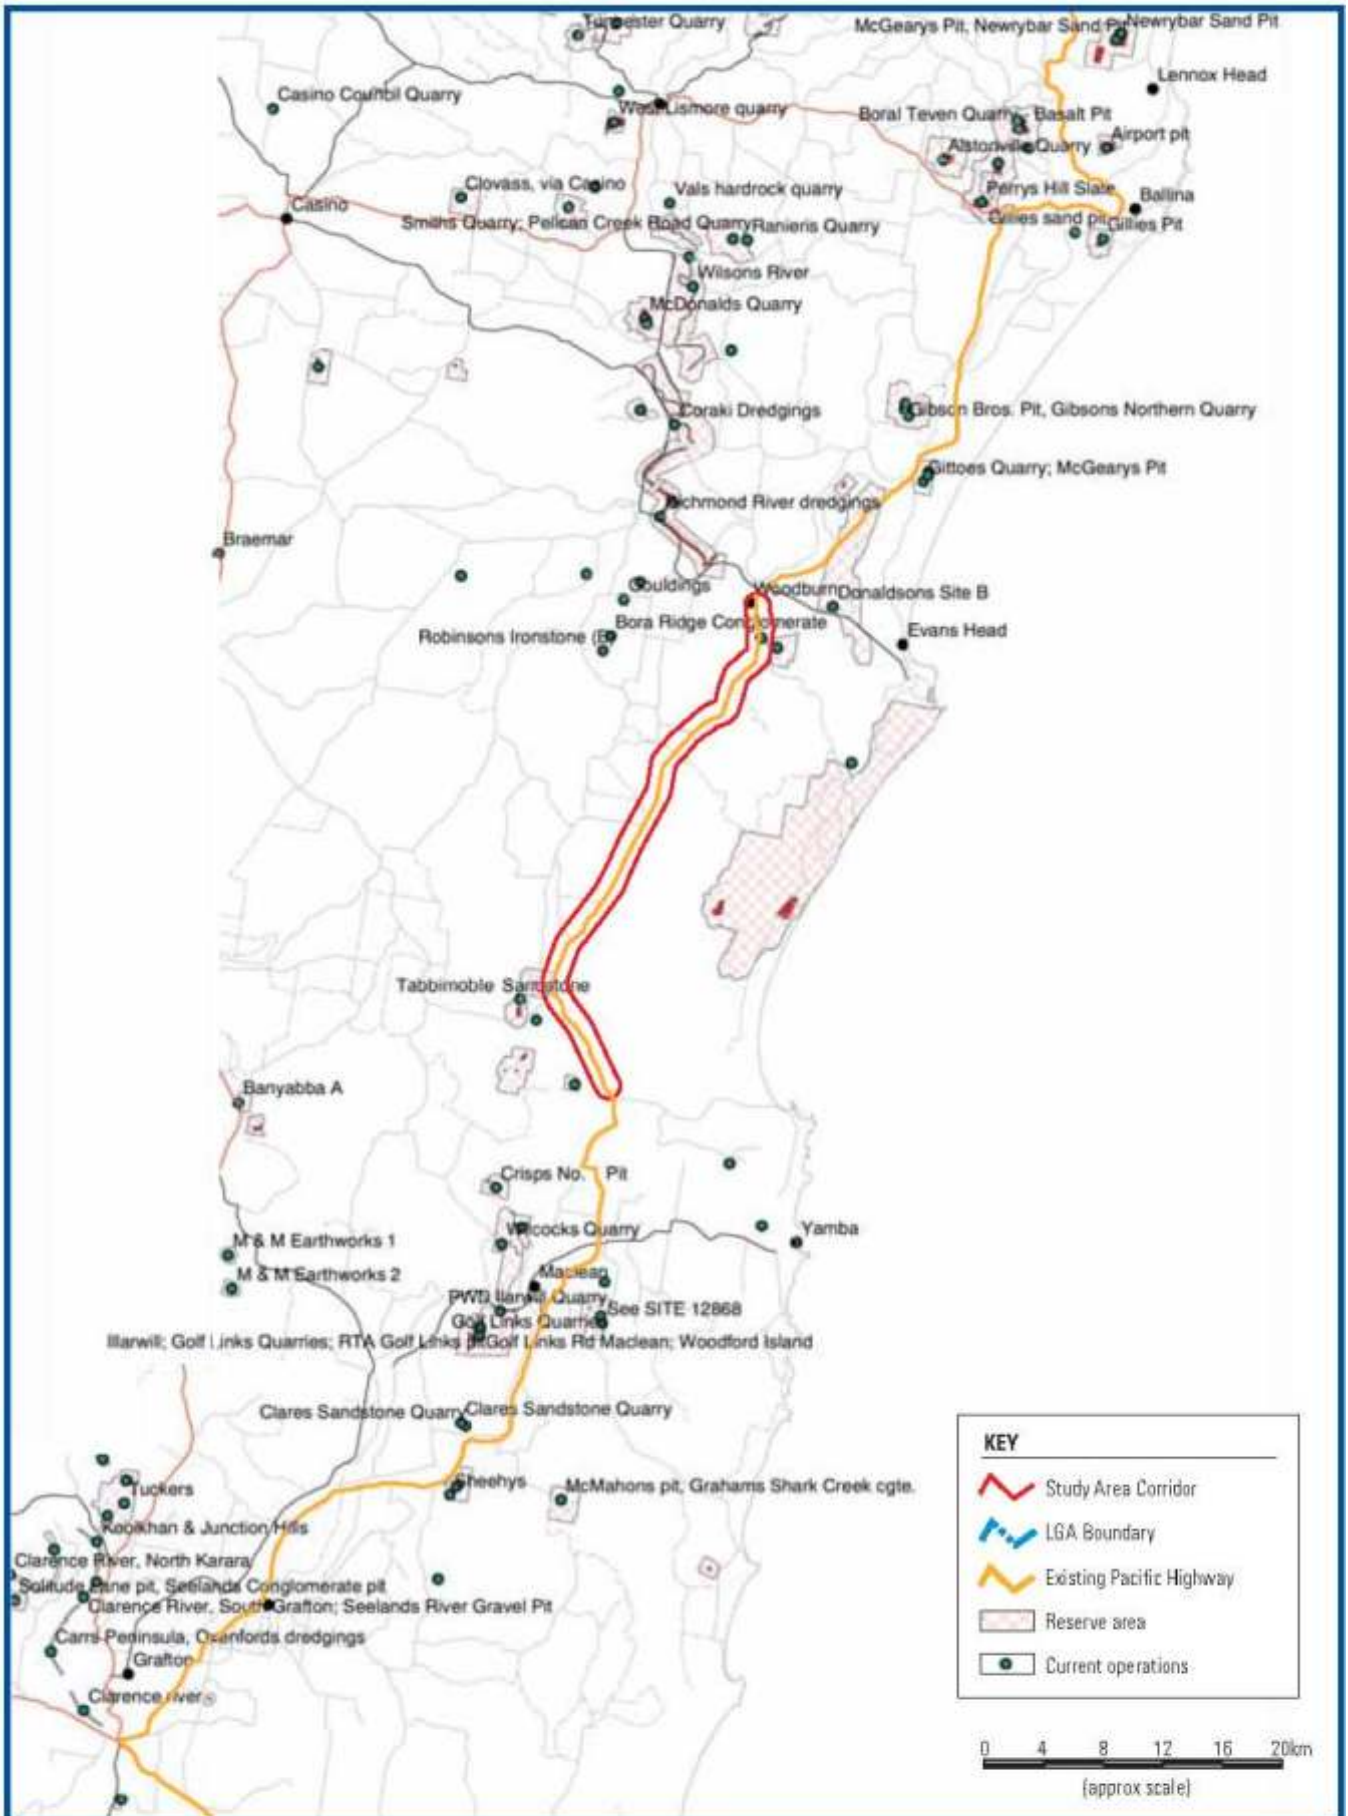 Tuncester Quarry
McGearys Pit, Newrybar Sand Pit
Newrybar Sand Pit
Lennox Head
Casino Council Quarry
West Lismore quarry
Boral Teven Quarry - Basalt Pit
Airport pit
Alstonville Quarry
Clovass, via Casino
Vals hardrock quarry
Perrys Hill Slate
Ballina
Casino
Smiths Quarry; Pelican Creek Road Quarry
Ranieris Quarry
Gillies sand pit
Gillies Pit
Wilsons River
McDonalds Quarry
Coraki Dredgings
Gibson Bros. Pit, Gibsons Northern Quarry
Gittoes Quarry; McGearys Pit
Richmond River dredgings
Braemar
Gouldings
Woodburn
Donaldsons Site B
Bora Ridge Conglomerate
Robinsons Ironstone (B)
Evans Head
Tabbimoble Sandstone
Banyabba A
Crisps No. Pit
Wilcocks Quarry
Yamba
M & M Earthworks 1
M & M Earthworks 2
Maclean
PWD Ilarwill Quarry
See SITE 12868
Golf Links Quarries
Illarwill; Golf Links Quarries; RTA Golf Links pit
Golf Links Rd Maclean; Woodford Island
Clares Sandstone Quarry
Clares Sandstone Quarry
Sheehys
McMahons pit, Grahams Shark Creek cgte.
Tuckers
Koolkhan & Junction Hills
Clarence River, North Karara
Solitude Lane pit, Seelands Conglomerate pit
Clarence River, South Grafton; Seelands River Gravel Pit
Carrs Peninsula, Oxenfords dredgings
Grafton
Clarence river
KEY
Study Area Corridor
LGA Boundary
Existing Pacific Highway
Reserve area
Current operations
0 4 8 12 16 20km
(approx scale)